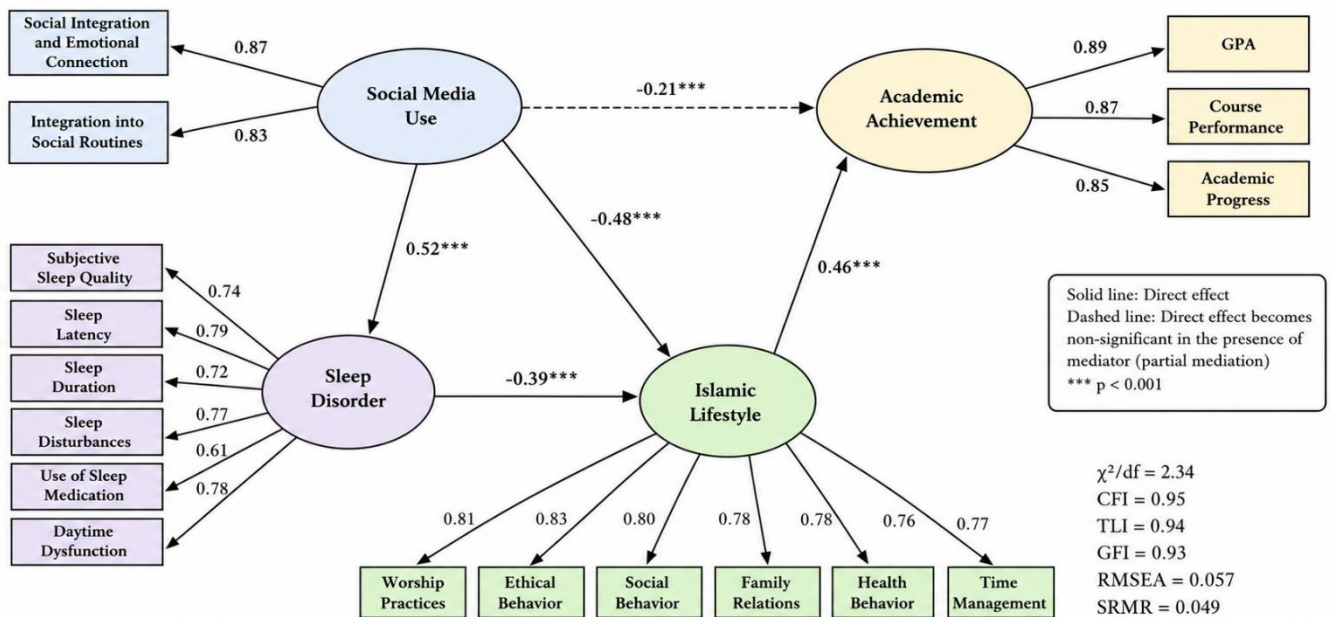 Social Integration
and Emotional
Connection
0.87
Integration into
Social Routines
0.83
Social Media
Use
-0.21***
Academic
Achievement
0.89
GPA
0.87
Course
Performance
0.85
Academic
Progress
0.52***
-0.48***
0.46***
Subjective
Sleep Quality
0.74
Sleep
Latency
0.79
Sleep
Duration
0.72
Sleep
Disturbances
0.77
Use of Sleep
Medication
0.61
Daytime
Dysfunction
0.78
Sleep
Disorder
-0.39***
Islamic
Lifestyle
Solid line: Direct effect
Dashed line: Direct effect becomes
non-significant in the presence of
mediator (partial mediation)
*** p < 0.001
0.81
0.83
0.80
0.78
0.78
0.76
0.77
Worship
Practices
Ethical
Behavior
Social
Behavior
Family
Relations
Health
Behavior
Time
Management
χ²/df = 2.34
CFI = 0.95
TLI = 0.94
GFI = 0.93
RMSEA = 0.057
SRMR = 0.049